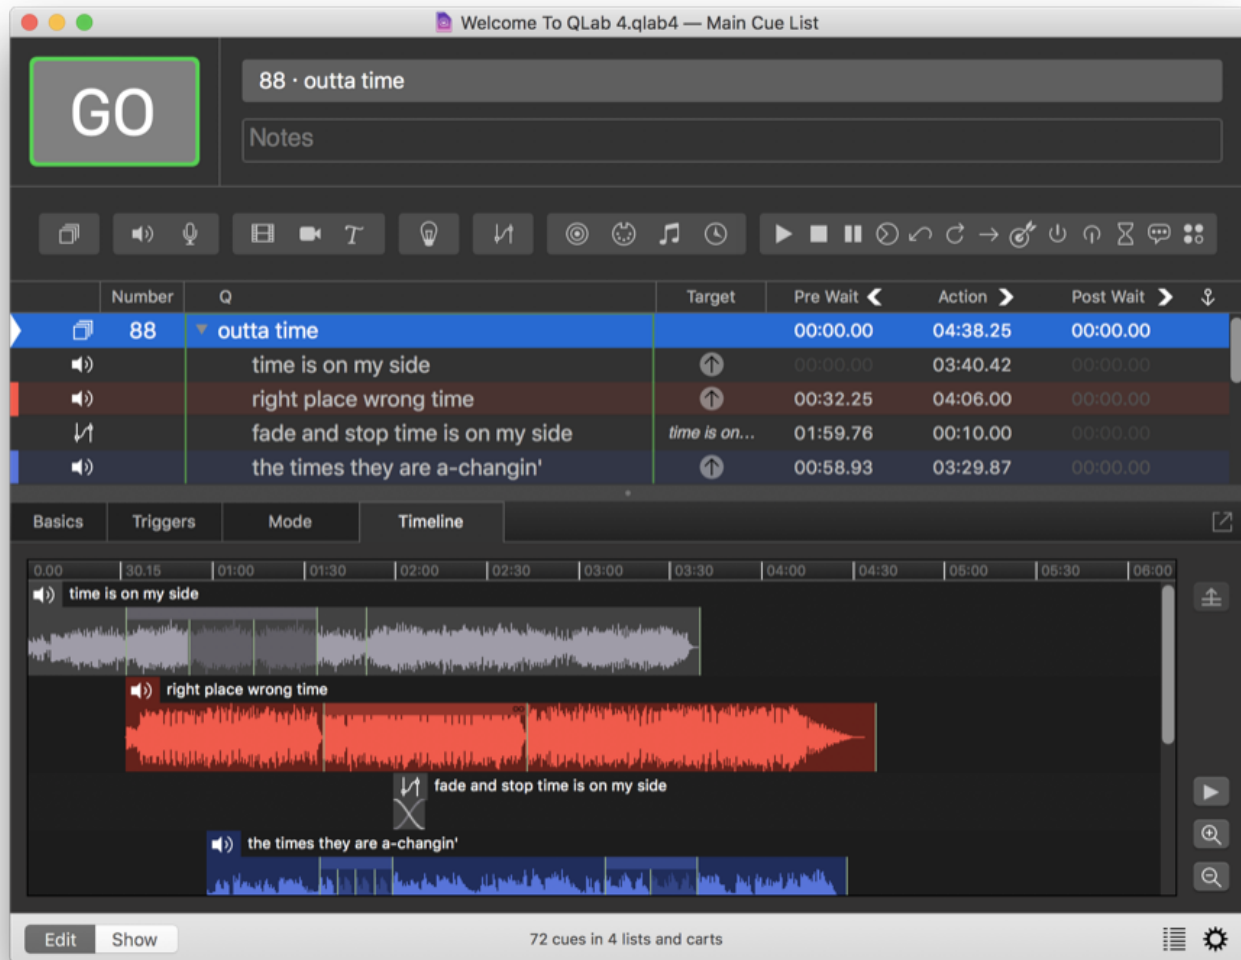 Welcome To QLab 4.qlab4 — Main Cue List
GO
88 · outta time
Notes
Number Q Target Pre Wait Action Post Wait
88 outta time 00:00.00 04:38.25 00:00.00
time is on my side 00:00.00 03:40.42 00:00.00
right place wrong time 00:32.25 04:06.00 00:00.00
fade and stop time is on my side time is on... 01:59.76 00:10.00 00:00.00
the times they are a-changin' 00:58.93 03:29.87 00:00.00
Basics Triggers Mode Timeline
0.00 30.15 01:00 01:30 02:00 02:30 03:00 03:30 04:00 04:30 05:00 05:30 06:00
time is on my side
right place wrong time
fade and stop time is on my side
the times they are a-changin'
Edit Show 72 cues in 4 lists and carts